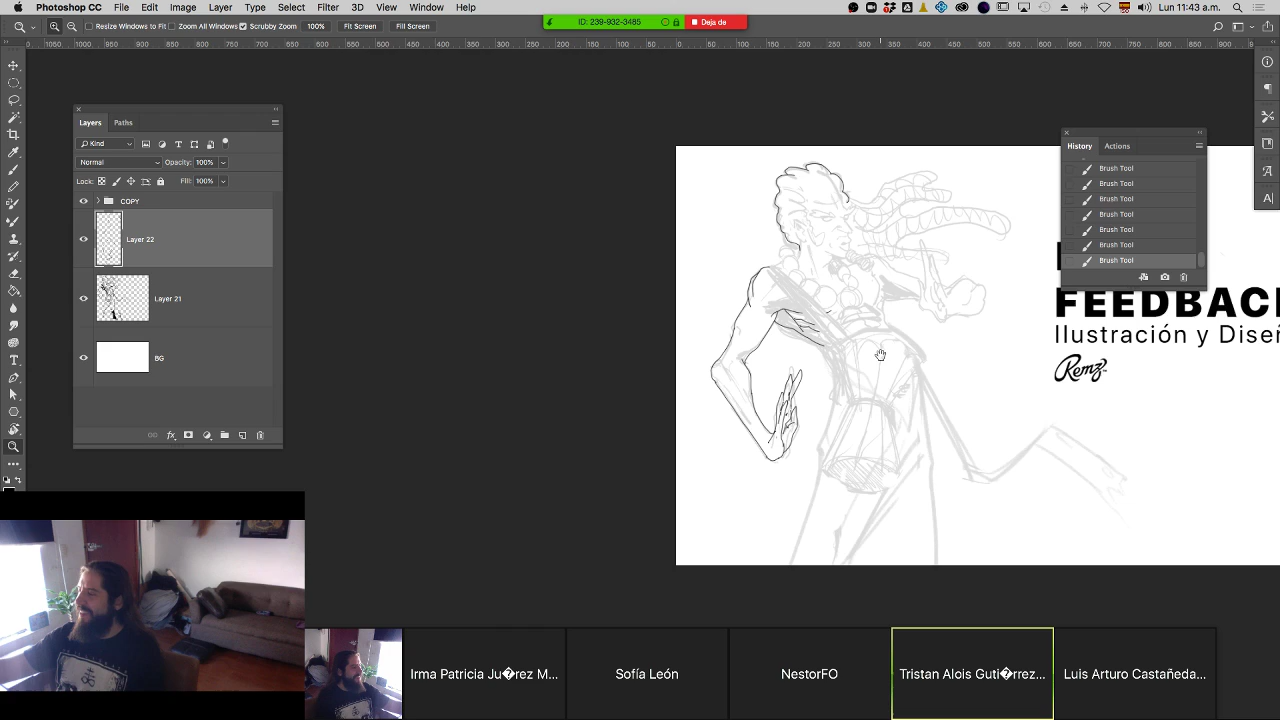 Photoshop CC File Edit Image Layer Type Select Filter 3D View Window Help Lun 11:43 a.m.
ID: 239-932-3485 Deja de
Resize Windows to Fit Zoom All Windows Scrubby Zoom 100% Fit Screen Fill Screen
Layers Paths
Kind
Normal Opacity: 100%
Lock: Fill: 100%
COPY
Layer 22
Layer 21
BG
History Actions
Brush Tool
Brush Tool
Brush Tool
Brush Tool
Brush Tool
Brush Tool
Brush Tool
FEEDBAC
Ilustración y Dise
Remz
Irma Patricia Ju�rez M... Sofía León NestorFO Tristan Alois Guti�rrez... Luis Arturo Castañeda...